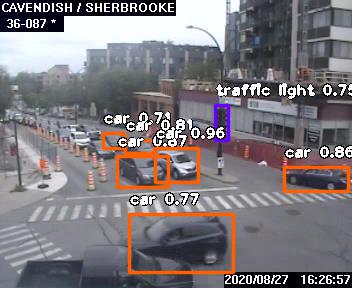 CAVENDISH / SHERBROOKE
36-087 *
traffic light 0.75
car 0.71
car 0.81
car 0.96
car 0.87
car 0.86
car 0.77
2020/08/27 16:26:57